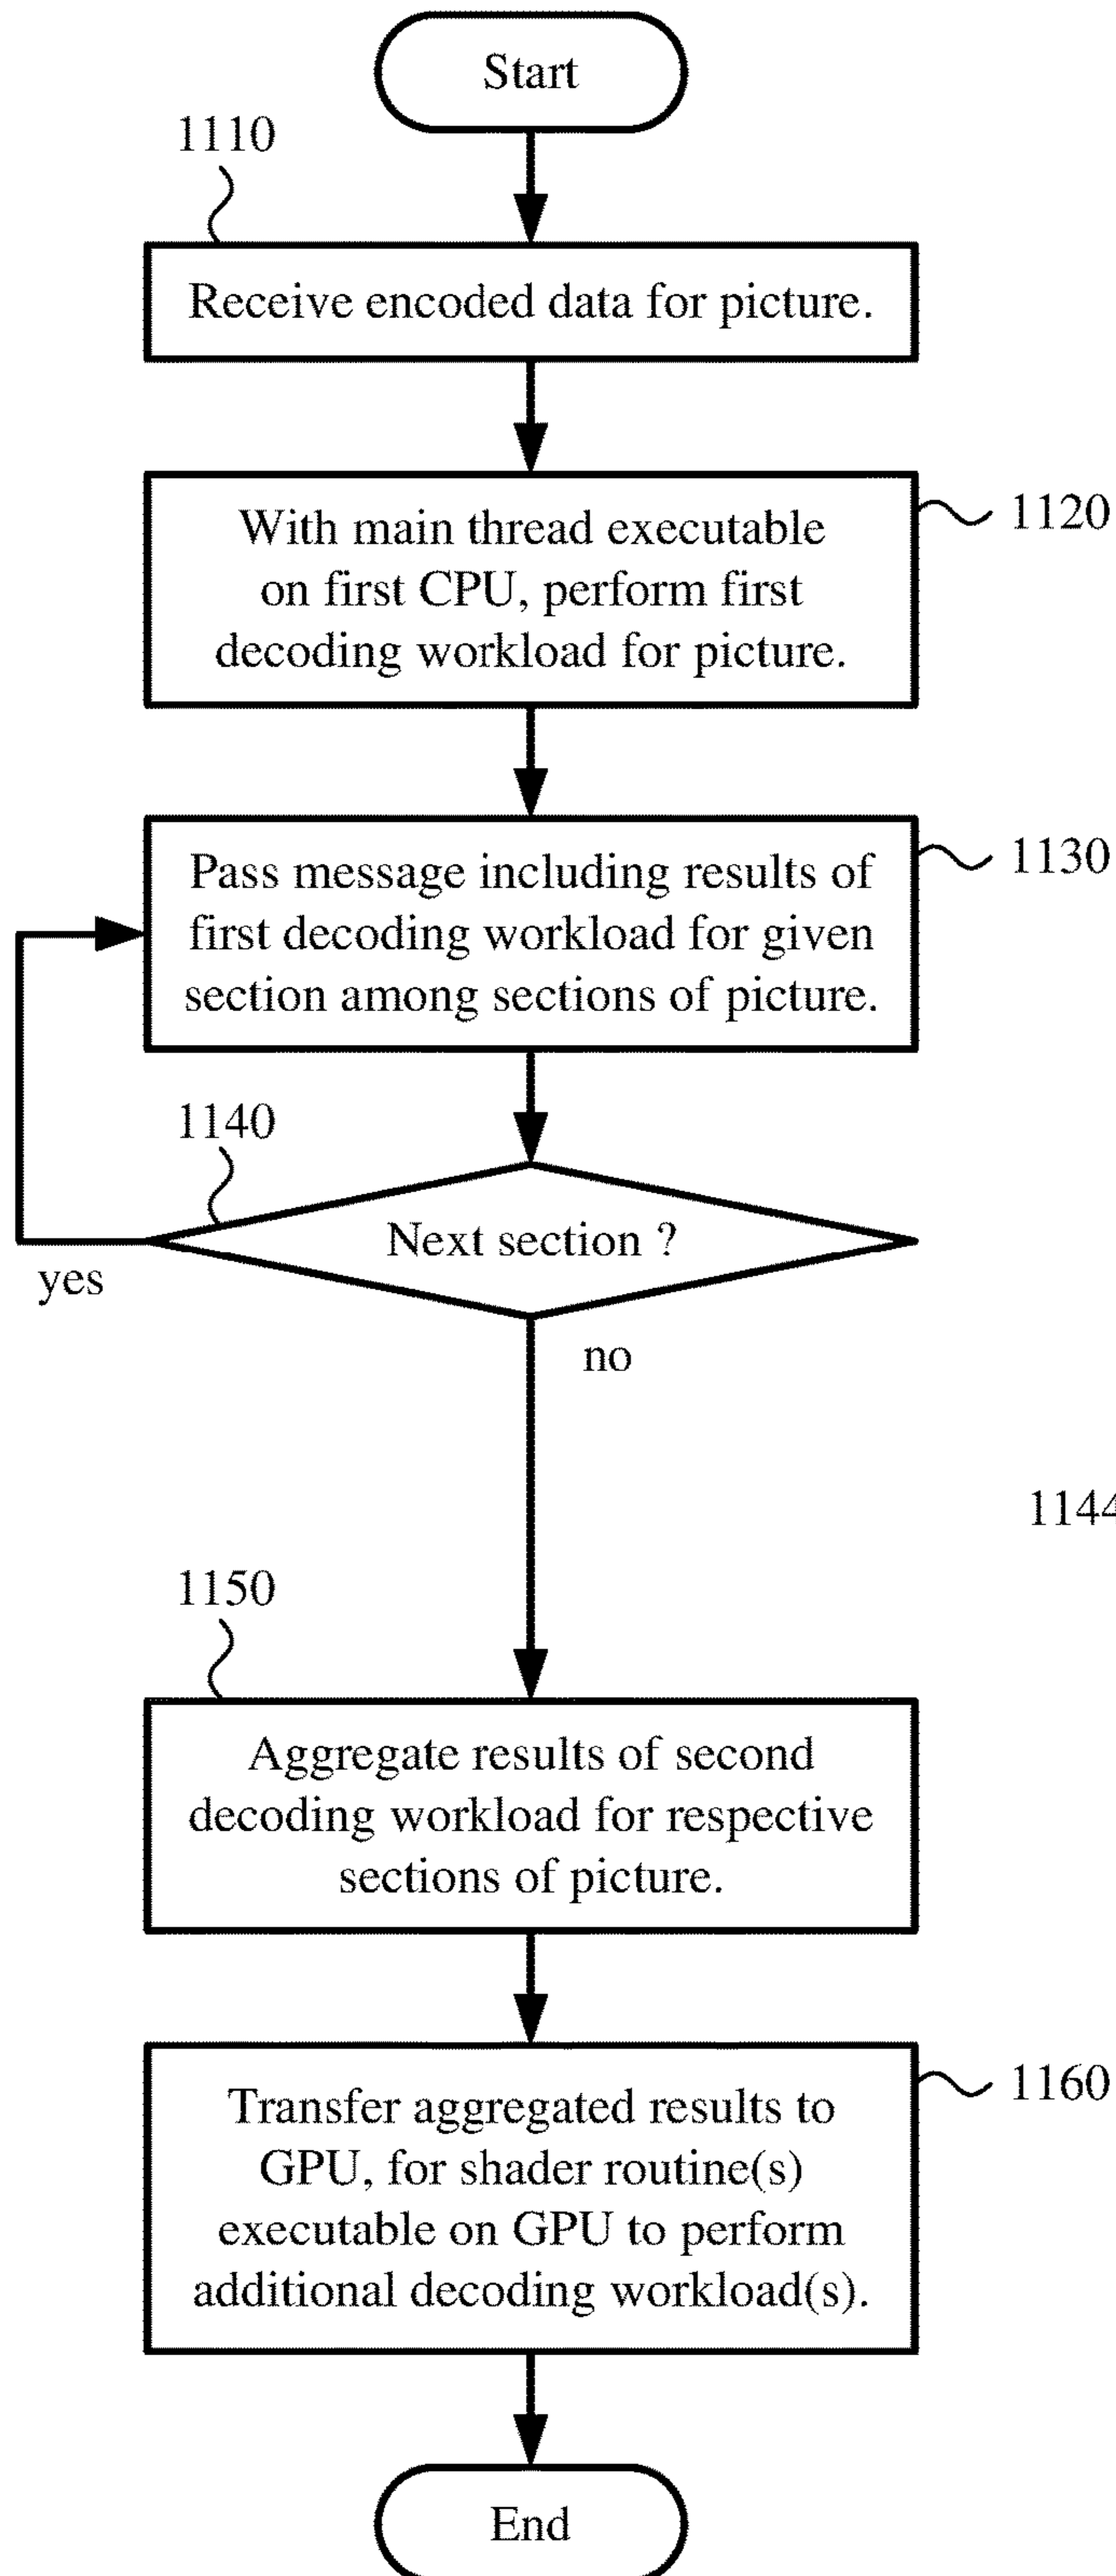 Start
1110
Receive encoded data for picture.
With main thread executable
on first CPU, perform first
decoding workload for picture.
1120
Pass message including results of
first decoding workload for given
section among sections of picture.
1130
1140
Next section ?
yes
no
1144
1150
Aggregate results of second
decoding workload for respective
sections of picture.
Transfer aggregated results to
GPU, for shader routine(s)
executable on GPU to perform
additional decoding workload(s).
1160
End